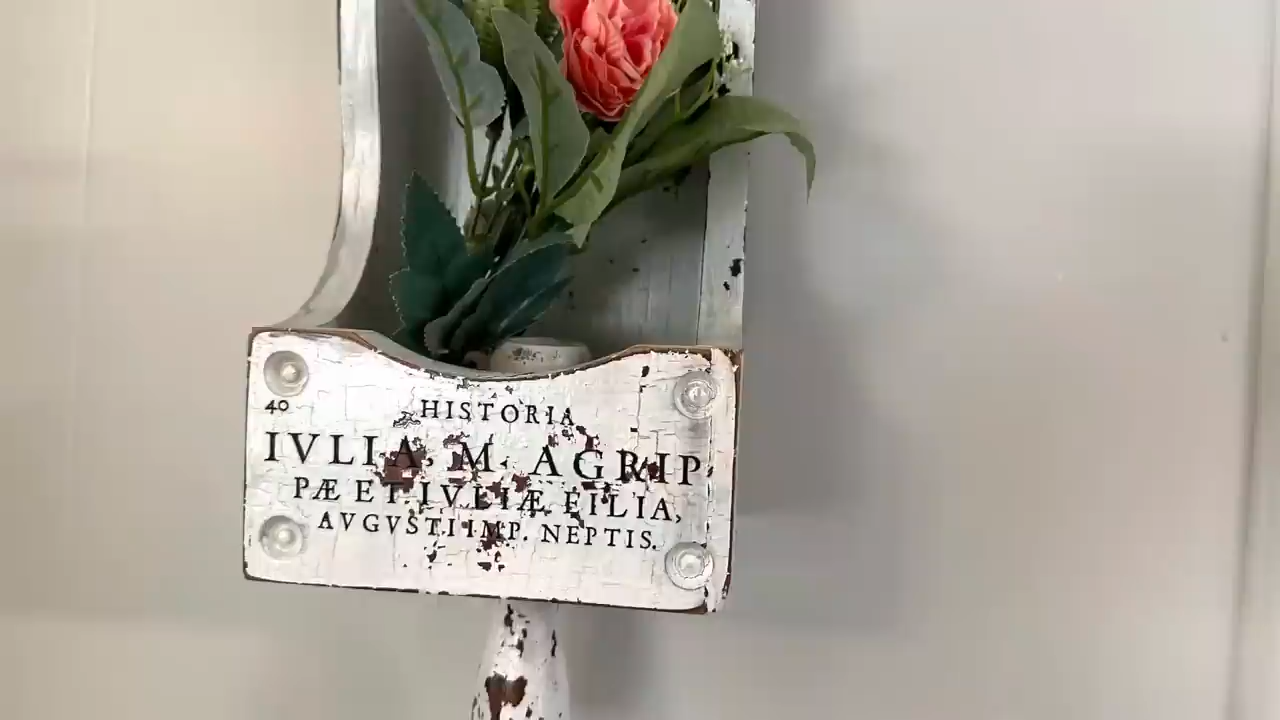 40
HISTORIA
IVLIA, M. AGRIP
PÆ ET IVLIÆ FILIA,
AVGVSTI IMP. NEPTIS.